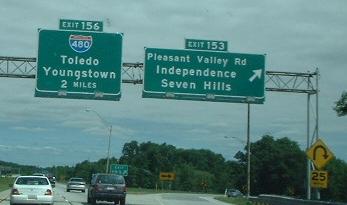 EXIT 156
480
Toledo
Youngstown
2 MILES
EXIT 153
Pleasant Valley Rd
Independence
Seven Hills
25